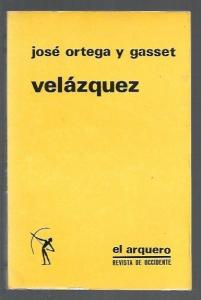 josé ortega y gasset
velázquez
el arquero
REVISTA DE OCCIDENTE